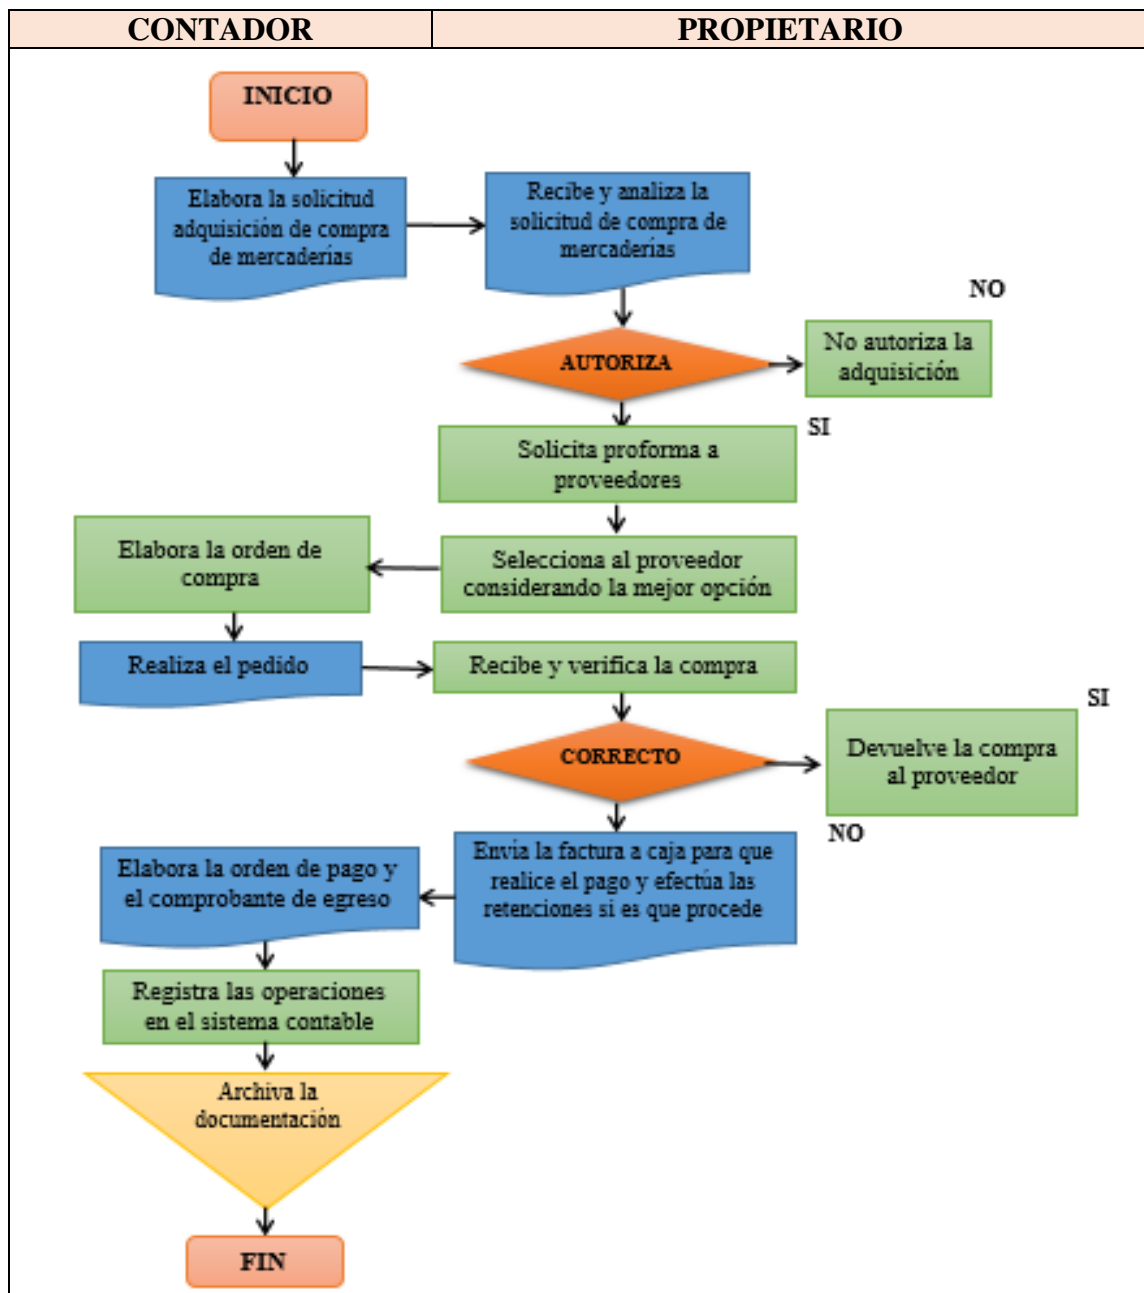 CONTADOR
PROPIETARIO
INICIO
Elabora la solicitud
adquisición de compra
de mercaderías
Recibe y analiza la
solicitud de compra de
mercaderías
NO
AUTORIZA
No autoriza la
adquisición
SI
Solicita proforma a
proveedores
Selecciona al proveedor
considerando la mejor opción
Elabora la orden de
compra
Realiza el pedido
Recibe y verifica la compra
SI
CORRECTO
Devuelve la compra
al proveedor
NO
Envia la factura a caja para que
realice el pago y efectúa las
retenciones si es que procede
Elabora la orden de pago y
el comprobante de egreso
Registra las operaciones
en el sistema contable
Archiva la
documentación
FIN